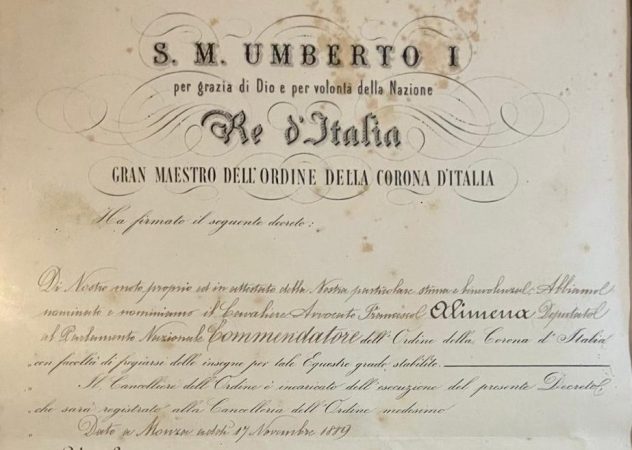 S. M. UMBERTO I
per grazia di Dio e per volontà della Nazione
Re d'Italia
GRAN MAESTRO DELL'ORDINE DELLA CORONA D'ITALIA
Ha firmato il seguente decreto:
Di Nostro moto proprio ed in attestato della Nostra particolare stima e benevolenza; Abbiamo
nominato e nominiamo il Cavaliere Avvocato Francesco Alimena Deputato
al Parlamento Nazionale Commendatore dell'Ordine della Corona d'Italia
con facoltà di fregiarsi delle insegne per tale Equestre grado stabilite.
Il Cancelliere dell'Ordine è incaricato dell'esecuzione del presente Decreto
che sarà registrato alla Cancelleria dell'Ordine medesimo
Dato a Monza addì 17 Novembre 1889